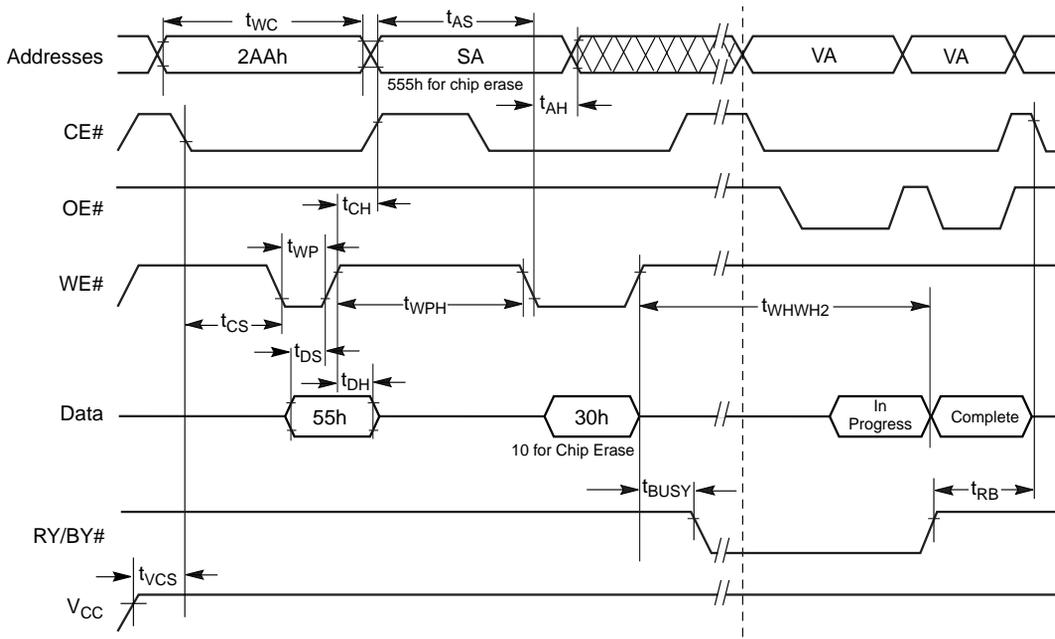 tWC
tAS
Addresses
2AAh
SA
VA
VA
555h for chip erase
tAH
CE#
OE#
tCH
tWP
WE#
tWPH
tWHWH2
tCS
tDS
tDH
Data
55h
30h
In
Progress
Complete
10 for Chip Erase
tBUSY
tRB
RY/BY#
tVCS
VCC